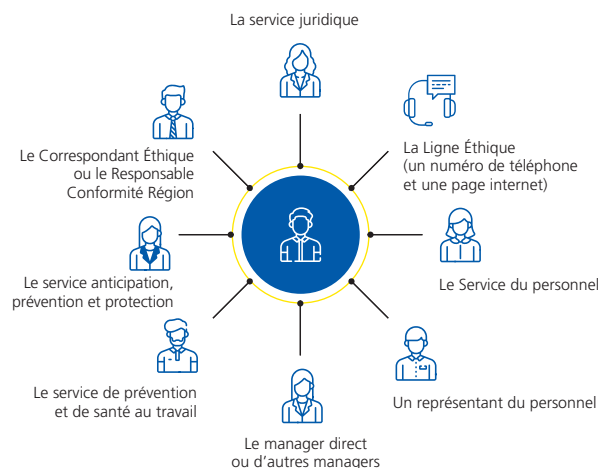 La service juridique
La Ligne Éthique
(un numéro de téléphone
et une page internet)
Le Service du personnel
Un représentant du personnel
Le manager direct
ou d'autres managers
Le service de prévention
et de santé au travail
Le service anticipation,
prévention et protection
Le Correspondant Éthique
ou le Responsable
Conformité Région